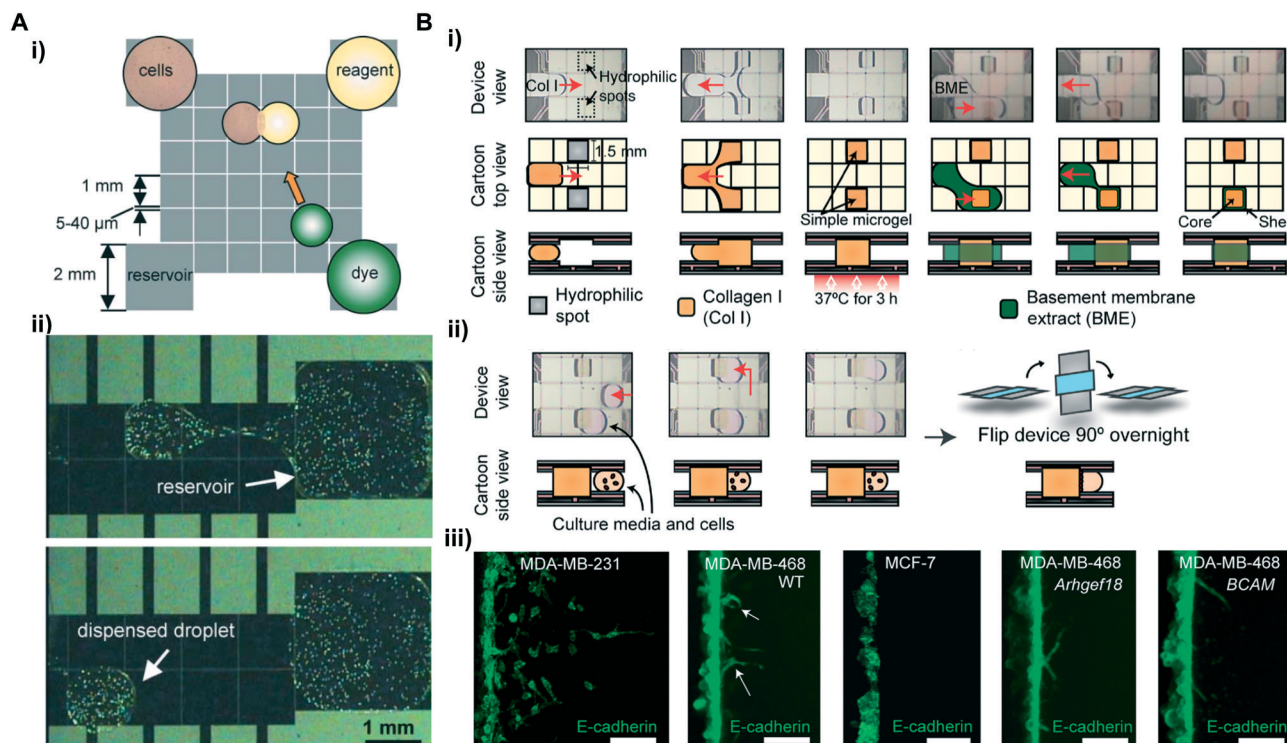 A
i)
cells
reagent
1 mm
5-40 µm
2 mm
reservoir
dye
ii)
reservoir
dispensed droplet
1 mm
B
i)
Device
view
Col I
Hydrophilic
spots
BME
Cartoon
top view
1.5 mm
Simple microgel
Core
She
Cartoon
side view
37ºC for 3 h
Hydrophilic
spot
Collagen I
(Col I)
Basement membrane
extract (BME)
ii)
Device
view
Flip device 90º overnight
Cartoon
side view
Culture media and cells
iii)
MDA-MB-231
E-cadherin
MDA-MB-468
WT
E-cadherin
MCF-7
E-cadherin
MDA-MB-468
Arhgef18
E-cadherin
MDA-MB-468
BCAM
E-cadherin